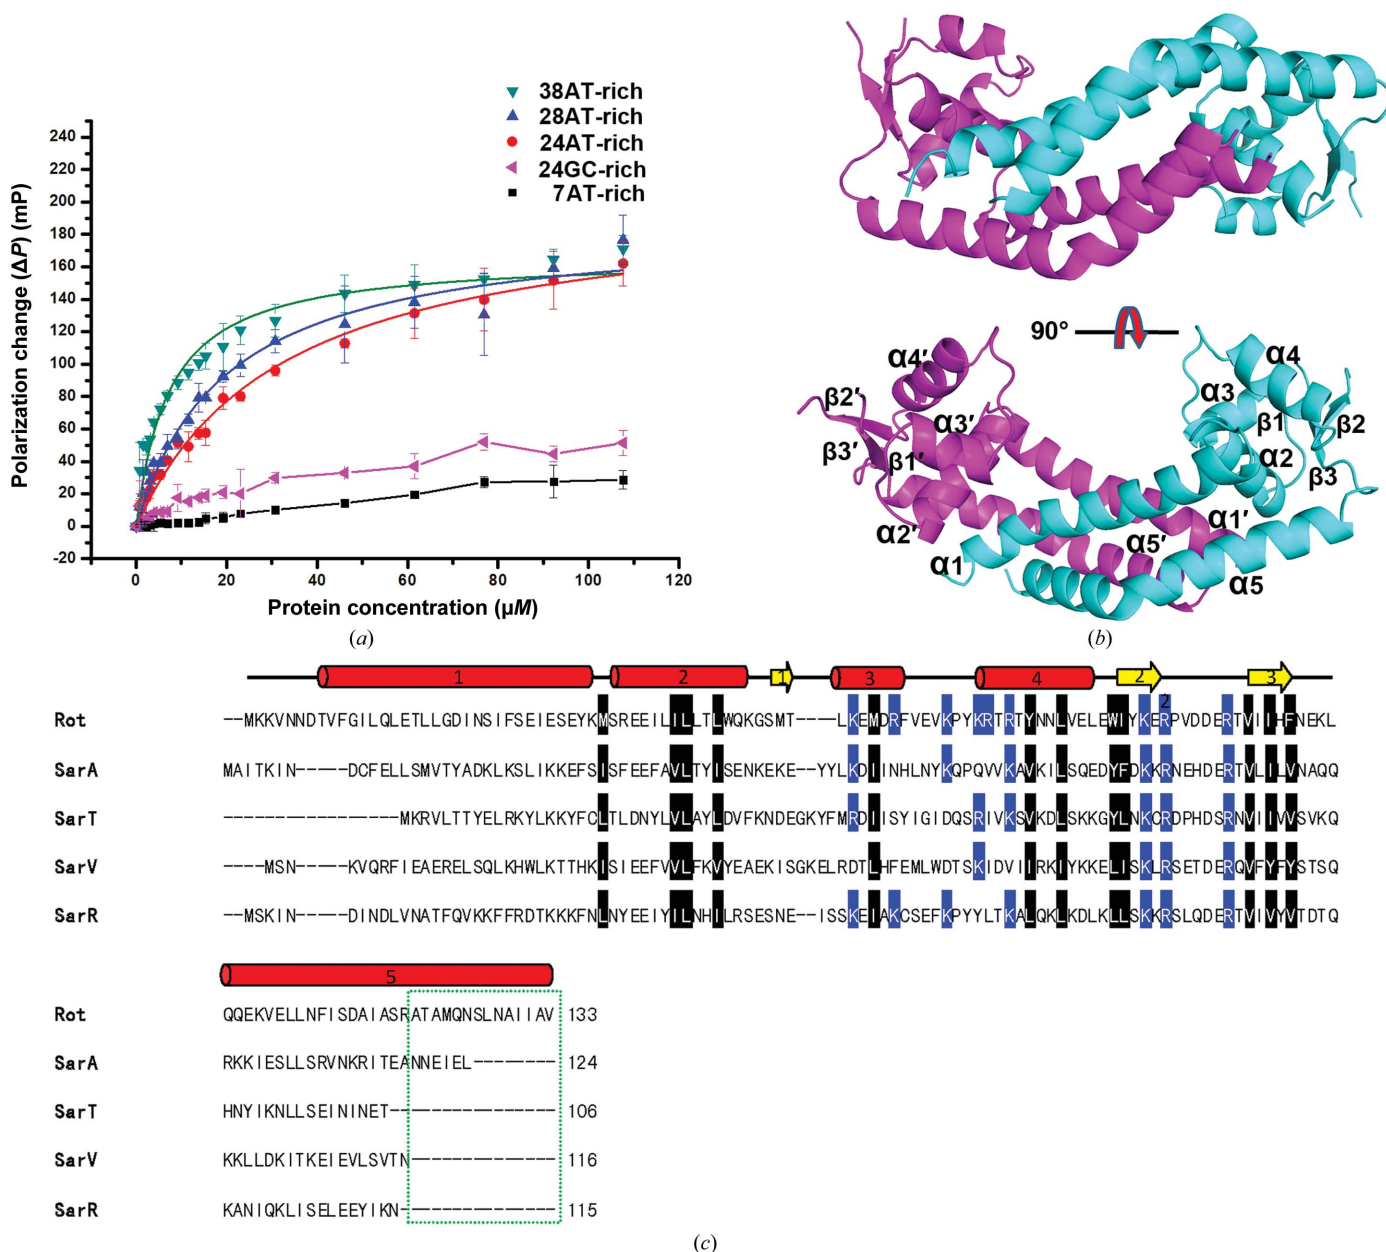 38AT-rich
28AT-rich
24AT-rich
24GC-rich
7AT-rich
Polarization change (ΔP) (mP)
240
220
200
180
160
140
120
100
80
60
40
20
0
-20
0 20 40 60 80 100 120
Protein concentration (μM)
(a)
90°
α4′ α4
α3
β2′ α3′ β1 β2
β3′ β1′ α2 β3
α2′ α1′
α1 α5′ α5
(b)
1 2 1 3 4 2 3
2
Rot --MKKVNNDTVFGILQLETLLGDINSIFSEIESEYKMSREEILILLTLWQKGSMT---LKEMDRFVEVKPYKRTRTYNNLVELEWIYKERPVDDERTVIIHFNEKL
SarA MAITKIN----DCFELLSMVTYADKLKSLIKKEFSISFEEFAVLTYISENKEKE--YYLKDIINHLNYKQPQVVKAVKILSQEDYFDKKRNEHDERTVLILVNAQQ
SarT -----------------MKRVLTTYELRKYLKKYFCLTLDNYLVLAYLDVFKNDEGKYFMRDIISYIGIDQSRIVKSVKDLSKKGYLNKCRDPHDSRNVIIVVSVKQ
SarV ----MSN-----KVQRFIEAERELSQLKHWLKTTHKISIEEFVVLFKVYEAEKISGKELRDTLHFEMLWDTSKIDVIIRKIYKKELISKLRSETDERQVFYFYSTSQ
SarR --MSKIN----DINDLVNATFQVKKFFRDTKKKFNLNYEEIYILNHILRSESNE--ISSKEIAKCSEFKPYYLTKALQKLKDLKLLSKKRSLQDERTVIVYVTDTQ
5
Rot QQEKVELLNFISDAIASRATAMQNSLNAIIAV 133
SarA RKKIESLLSRVNKRITEANNEIEL-------- 124
SarT HNYIKNLLSEININET---------------- 106
SarV KKLLDKITKEIEVLSVTN-------------- 116
SarR KANIQKLISELEEYIKN--------------- 115
(c)